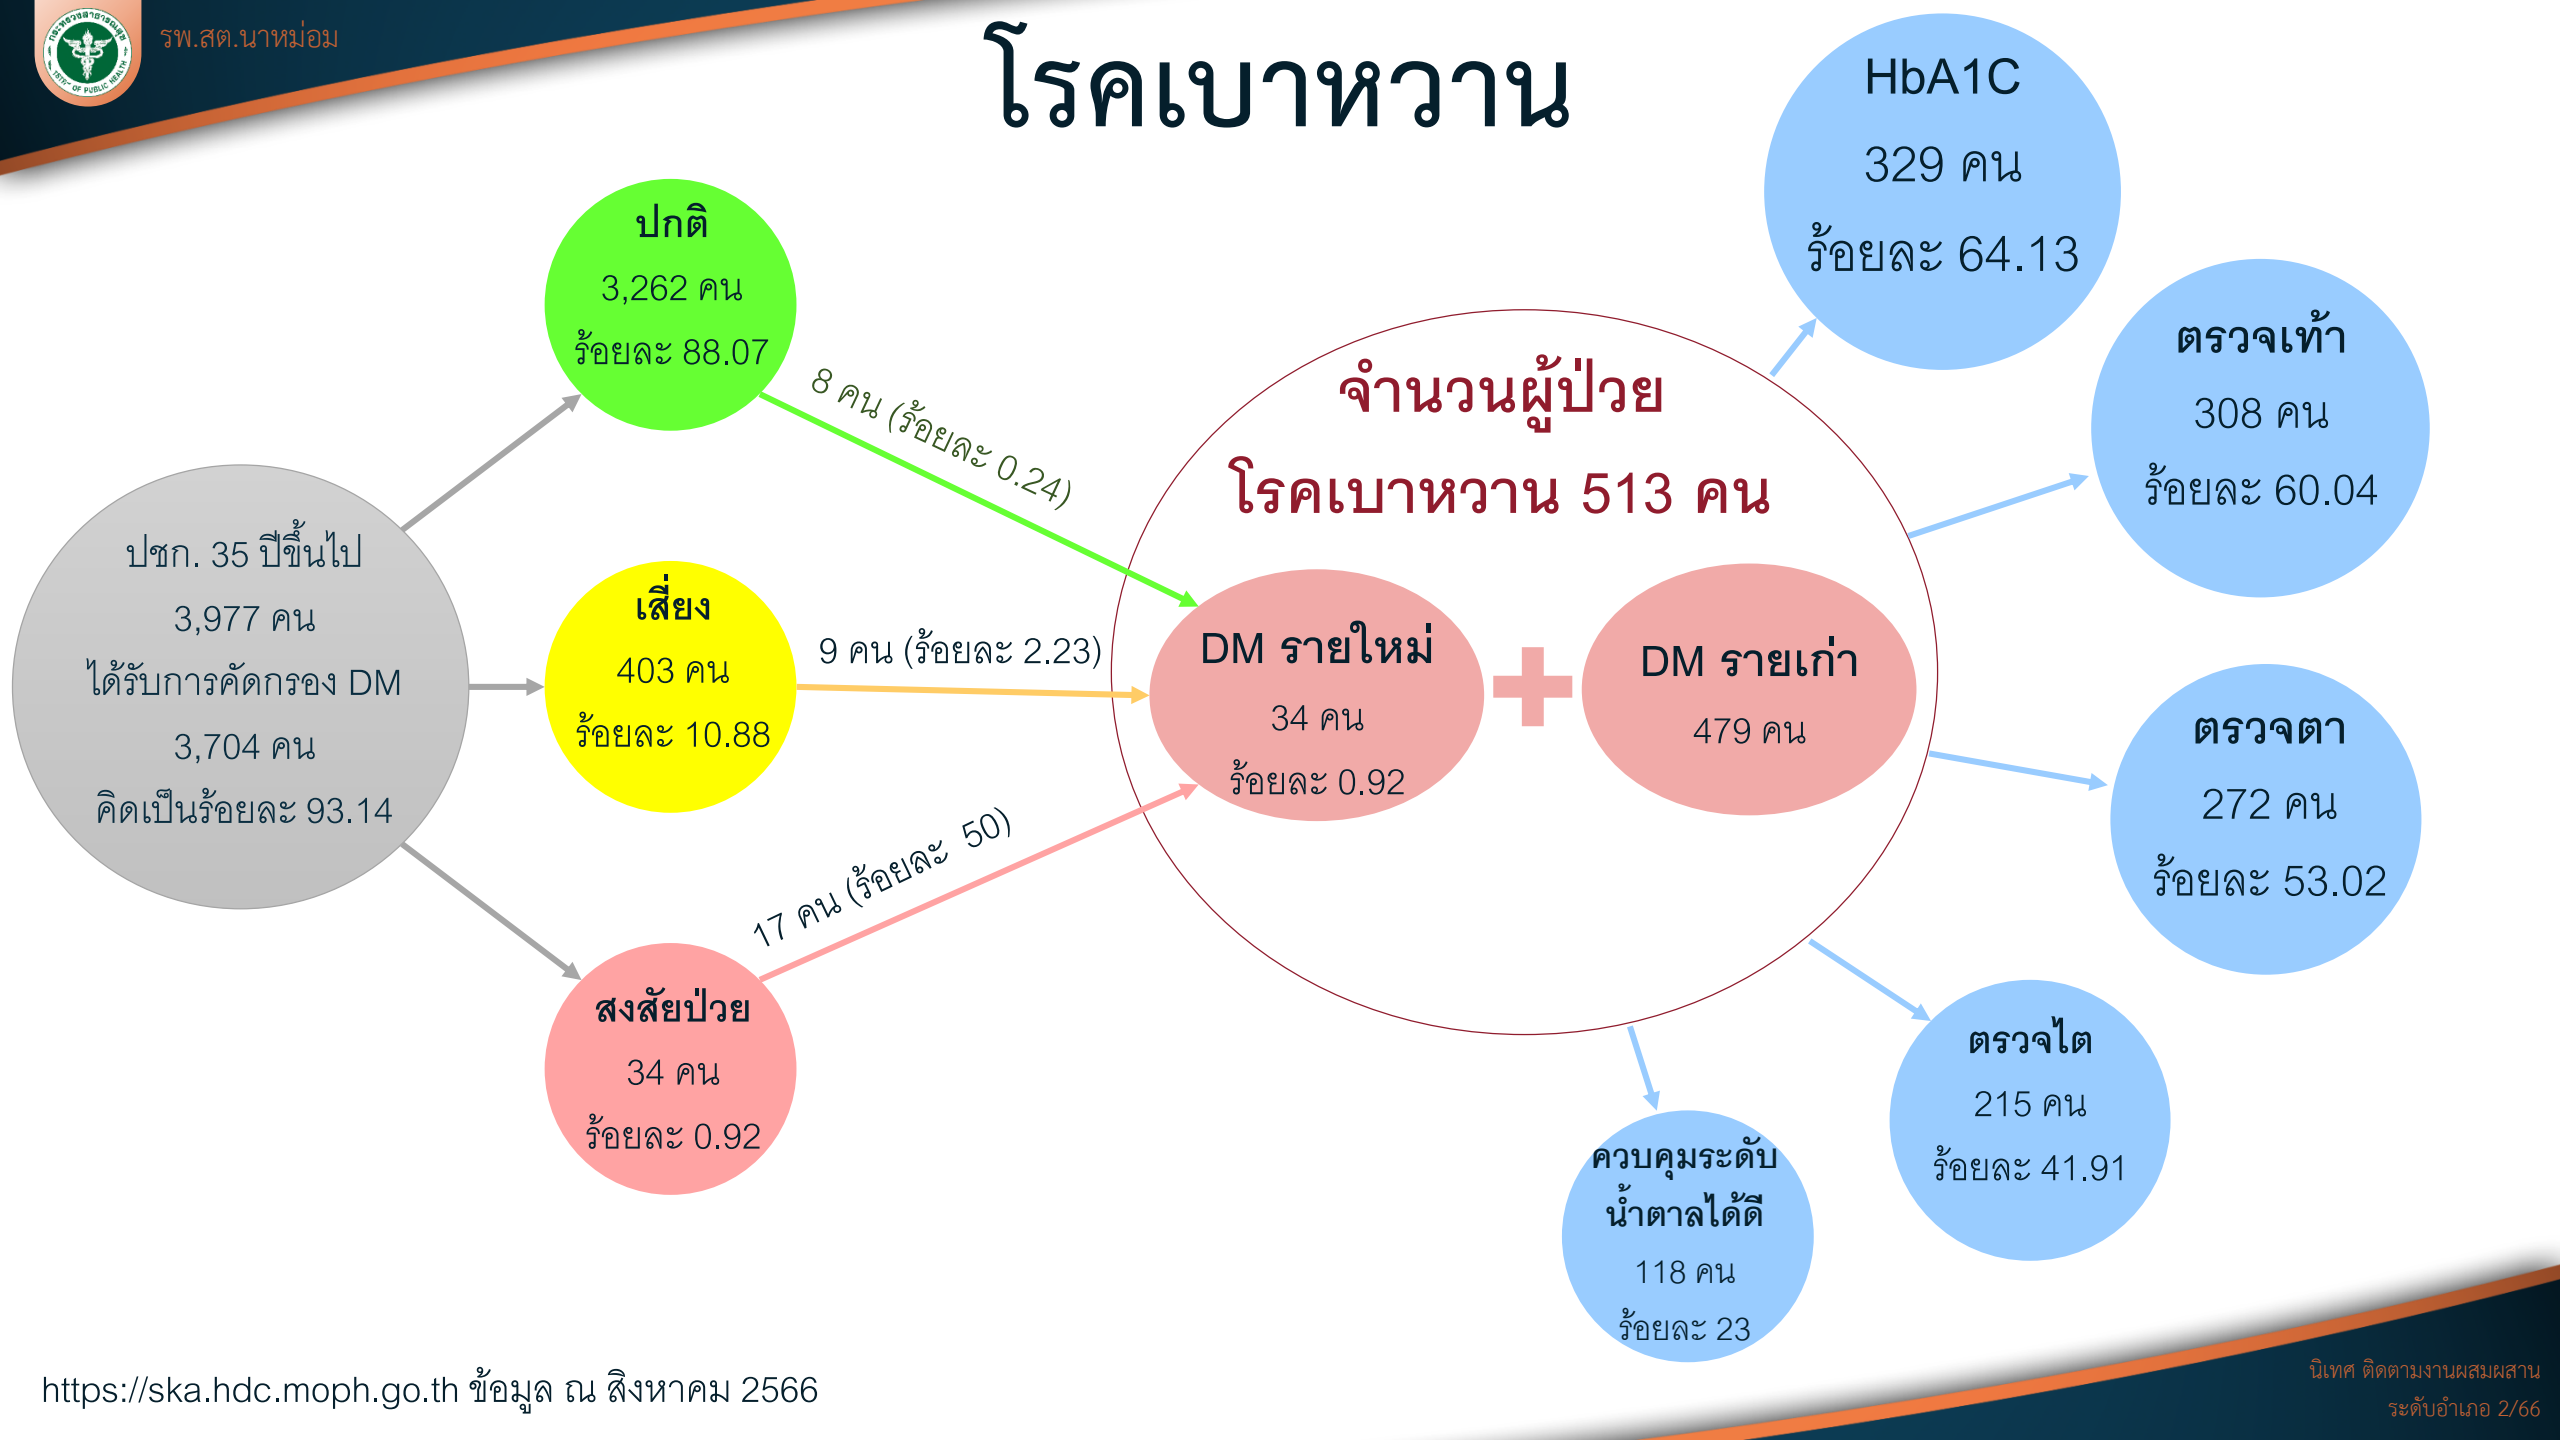 รพ.สต.นาหม่อม
โรคเบาหวาน
ปชก. 35 ปีขึ้นไป
3,977 คน
ได้รับการคัดกรอง DM
3,704 คน
คิดเป็นร้อยละ 93.14
ปกติ
3,262 คน
ร้อยละ 88.07
เสี่ยง
403 คน
ร้อยละ 10.88
สงสัยป่วย
34 คน
ร้อยละ 0.92
8 คน (ร้อยละ 0.24)
9 คน (ร้อยละ 2.23)
17 คน (ร้อยละ 50)
จำนวนผู้ป่วย
โรคเบาหวาน 513 คน
DM รายใหม่
34 คน
ร้อยละ 0.92
DM รายเก่า
479 คน
HbA1C
329 คน
ร้อยละ 64.13
ตรวจเท้า
308 คน
ร้อยละ 60.04
ตรวจตา
272 คน
ร้อยละ 53.02
ตรวจไต
215 คน
ร้อยละ 41.91
ควบคุมระดับ
น้ำตาลได้ดี
118 คน
ร้อยละ 23
https://ska.hdc.moph.go.th ข้อมูล ณ สิงหาคม 2566
นิเทศ ติดตามงานผสมผสาน
ระดับอำเภอ 2/66